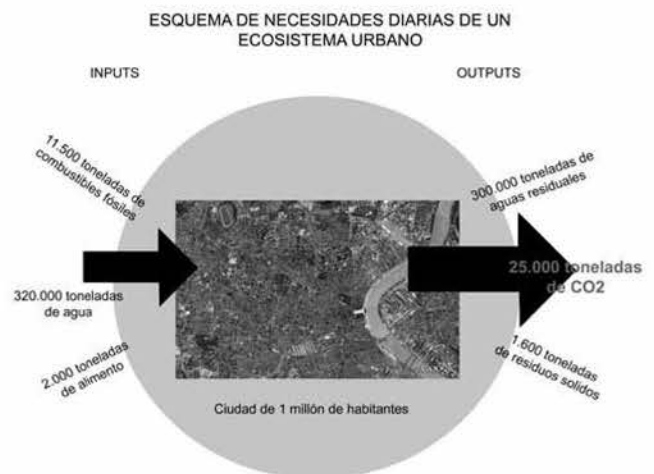 ESQUEMA DE NECESIDADES DIARIAS DE UN
ECOSISTEMA URBANO
INPUTS
OUTPUTS
11.500 toneladas de
combustibles fósiles
320.000 toneladas
de agua
2.000 toneladas
de alimento
300.000 toneladas de
aguas residuales
25.000 toneladas
de CO2
1.600 toneladas
de residuos solidos
Ciudad de 1 millón de habitantes